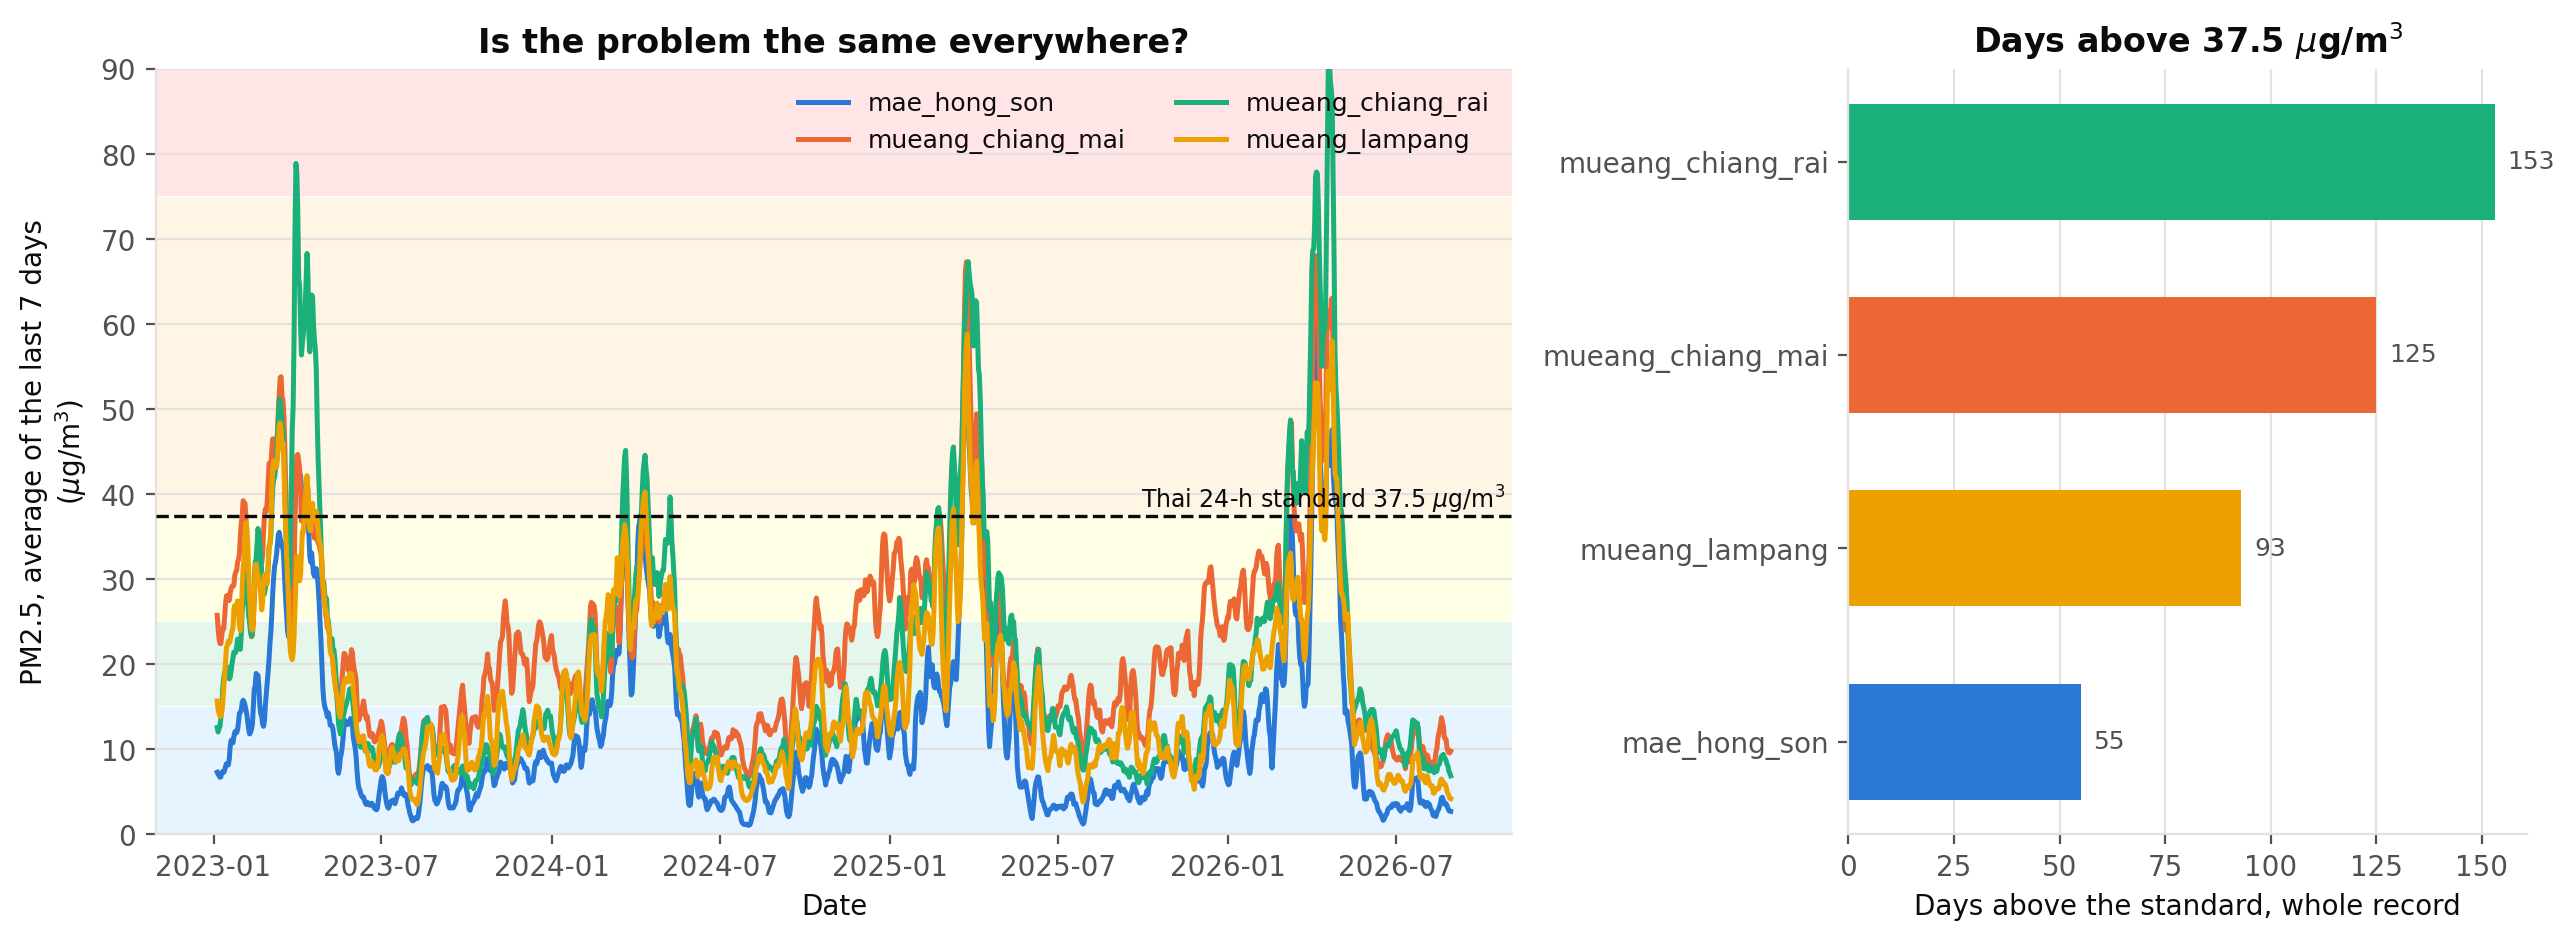 Is the problem the same everywhere?
PM2.5, average of the last 7 days
(μg/m³)
90
80
70
60
50
40
30
20
10
0
mae_hong_son
mueang_chiang_mai
mueang_chiang_rai
mueang_lampang
Thai 24-h standard 37.5 μg/m³
2023-01
2023-07
2024-01
2024-07
2025-01
2025-07
2026-01
2026-07
Date
Days above 37.5 μg/m³
mueang_chiang_rai
153
mueang_chiang_mai
125
mueang_lampang
93
mae_hong_son
55
0
25
50
75
100
125
150
Days above the standard, whole record